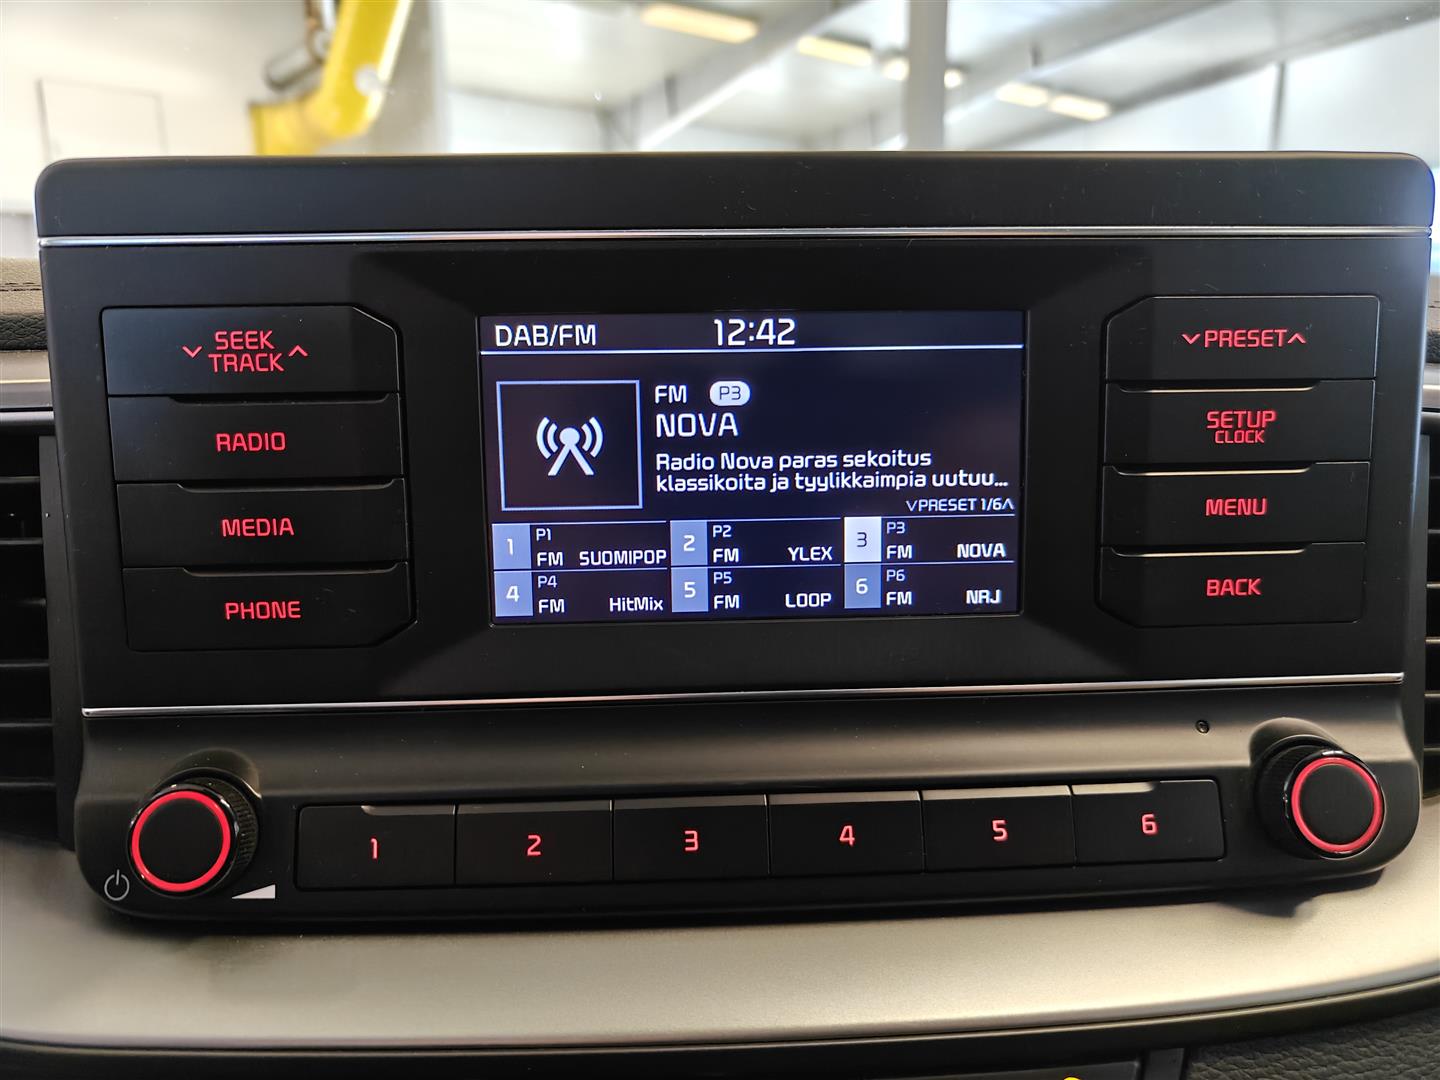 SEEK
TRACK
RADIO
MEDIA
PHONE
DAB/FM 12:42
FM P3
NOVA
Radio Nova paras sekoitus
klassikoita ja tyylikkaimpia uutuu...
PRESET 1/6
1 P1 FM SUOMIPOP
2 P2 FM YLEX
3 P3 FM NOVA
4 P4 FM HitMix
5 P5 FM LOOP
6 P6 FM NRJ
PRESET
SETUP
CLOCK
MENU
BACK
1 2 3 4 5 6